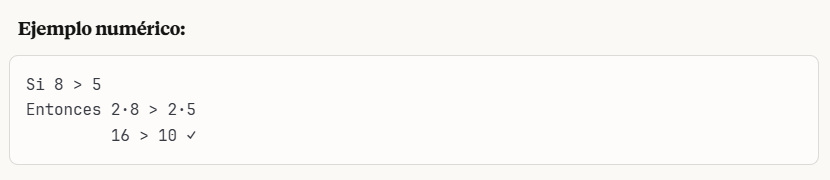 Ejemplo numérico:
Si 8 > 5
Entonces 2·8 > 2·5
16 > 10 ✓